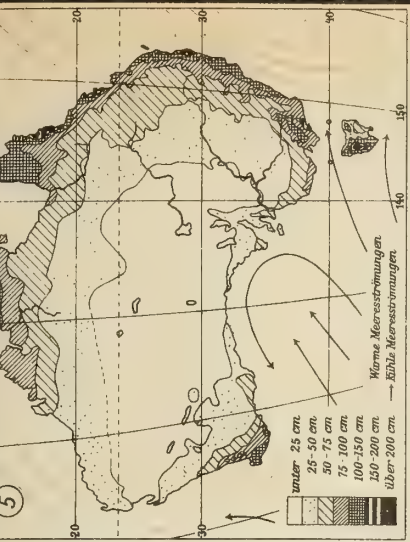 5
20
30
40
150
140
20
30
unter 25 cm
25-50 cm
50-75 cm
75-100 cm
100-150 cm
150-200 cm
über 200 cm
Warme Meeresströmungen
Kühle Meeresströmungen